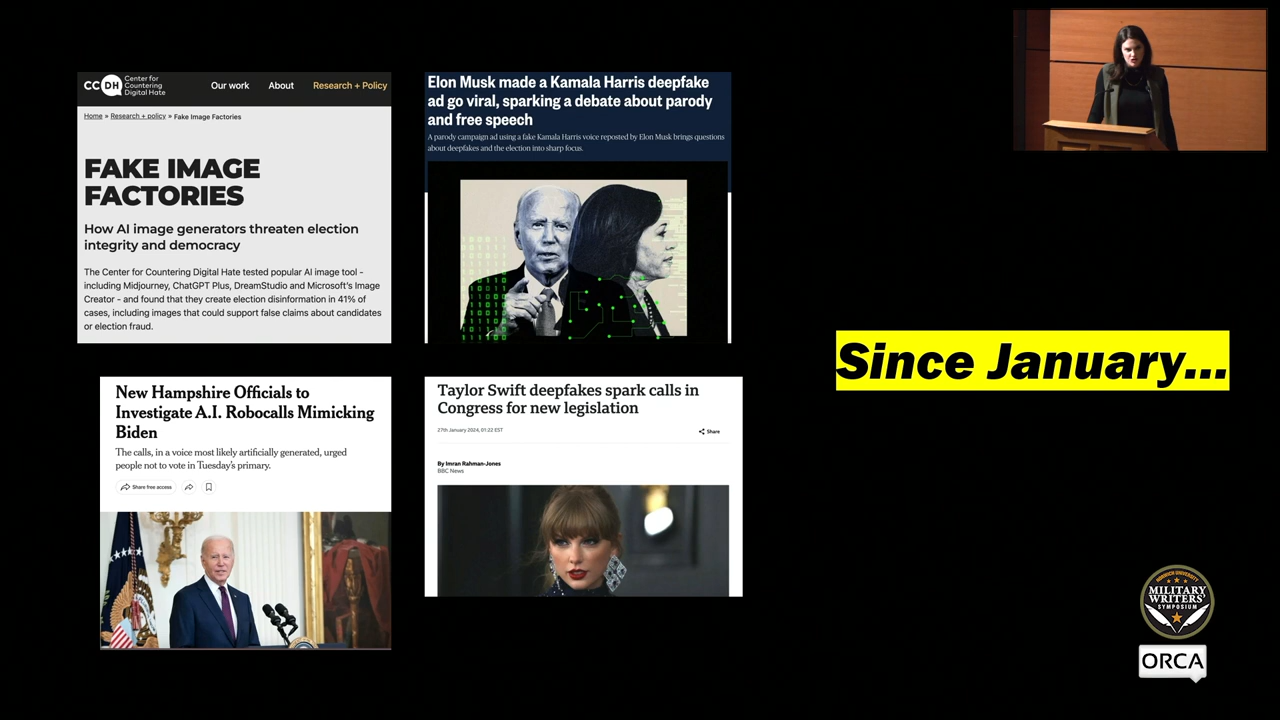 CC DH Center for
Countering
Digital Hate
Our work About Research + Policy
Home » Research + policy » Fake Image Factories
FAKE IMAGE
FACTORIES
How AI image generators threaten election
integrity and democracy
The Center for Countering Digital Hate tested popular AI image tool -
including Midjourney, ChatGPT Plus, DreamStudio and Microsoft's Image
Creator - and found that they create election disinformation in 41% of
cases, including images that could support false claims about candidates
or election fraud.
Elon Musk made a Kamala Harris deepfake
ad go viral, sparking a debate about parody
and free speech
A parody campaign ad using a fake Kamala Harris voice reposted by Elon Musk brings questions
about deepfakes and the election into sharp focus.
Since January...
New Hampshire Officials to
Investigate A.I. Robocalls Mimicking
Biden
The calls, in a voice most likely artificially generated, urged
people not to vote in Tuesday's primary.
Share free access
Taylor Swift deepfakes spark calls in
Congress for new legislation
27th January 2024, 01:22 EST
Share
By Imran Rahman-Jones
BBC News
NORWICH UNIVERSITY
MILITARY
WRITERS'
SYMPOSIUM
ORCA